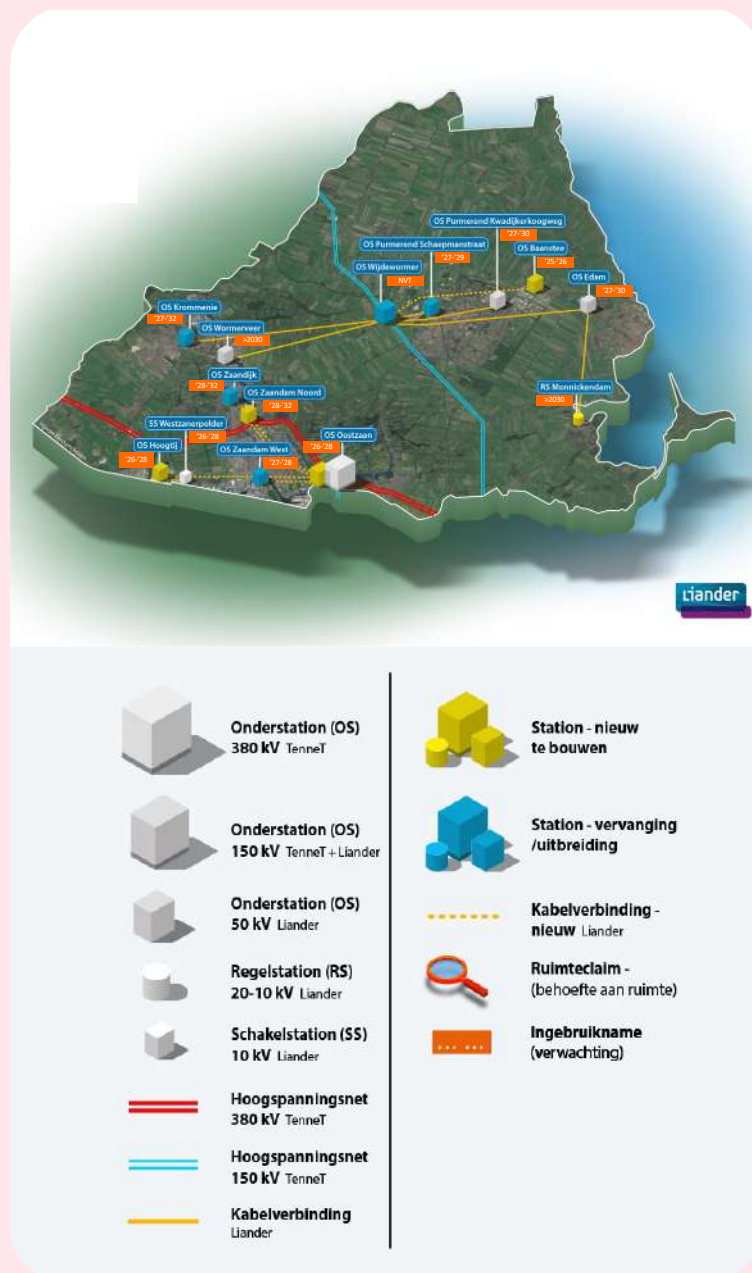 OS Purmerend Kwadijkerkoogweg
'27-'30
OS Purmerend Schaepmanstraat
'27-'29
OS Baanstee
'25-'26
OS Wijdewormer
NVT
OS Edam
'27-'30
OS Krommenie
'27-'32
OS Wormerveer
>2030
OS Zaandijk
'28-'32
OS Zaandam Noord
'28-'32
RS Monnickendam
>2030
SS Westzanerpolder
'26-'28
OS Hoogtij
'26-'28
OS Zaandam West
'27-'28
OS Oostzaan
'26-'28
Liander
Onderstation (OS)
380 kV TenneT
Onderstation (OS)
150 kV TenneT + Liander
Onderstation (OS)
50 kV Liander
Regelstation (RS)
20-10 kV Liander
Schakelstation (SS)
10 kV Liander
Hoogspanningsnet
380 kV TenneT
Hoogspanningsnet
150 kV TenneT
Kabelverbinding
Liander
Station - nieuw
te bouwen
Station - vervanging
/uitbreiding
Kabelverbinding -
nieuw Liander
Ruimteclaim -
(behoefte aan ruimte)
... ...
Ingebruikname
(verwachting)